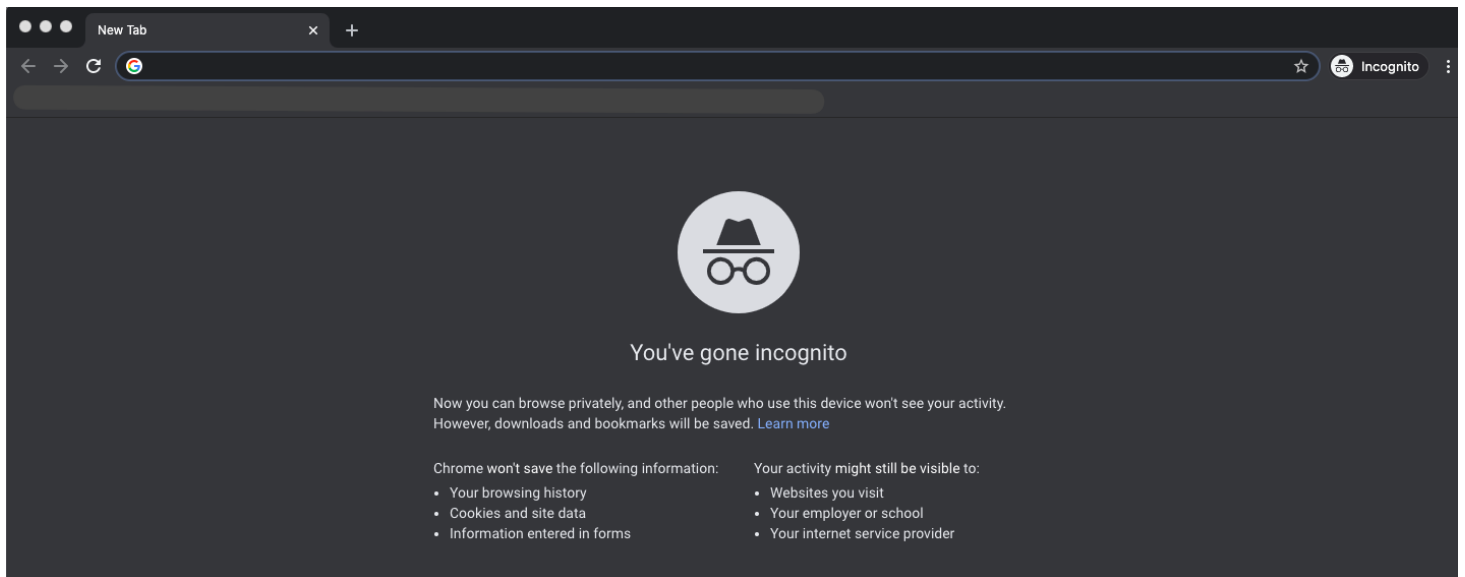 New Tab
Incognito
You've gone incognito
Now you can browse privately, and other people who use this device won't see your activity.
However, downloads and bookmarks will be saved. Learn more
Chrome won't save the following information:
• Your browsing history
• Cookies and site data
• Information entered in forms
Your activity might still be visible to:
• Websites you visit
• Your employer or school
• Your internet service provider